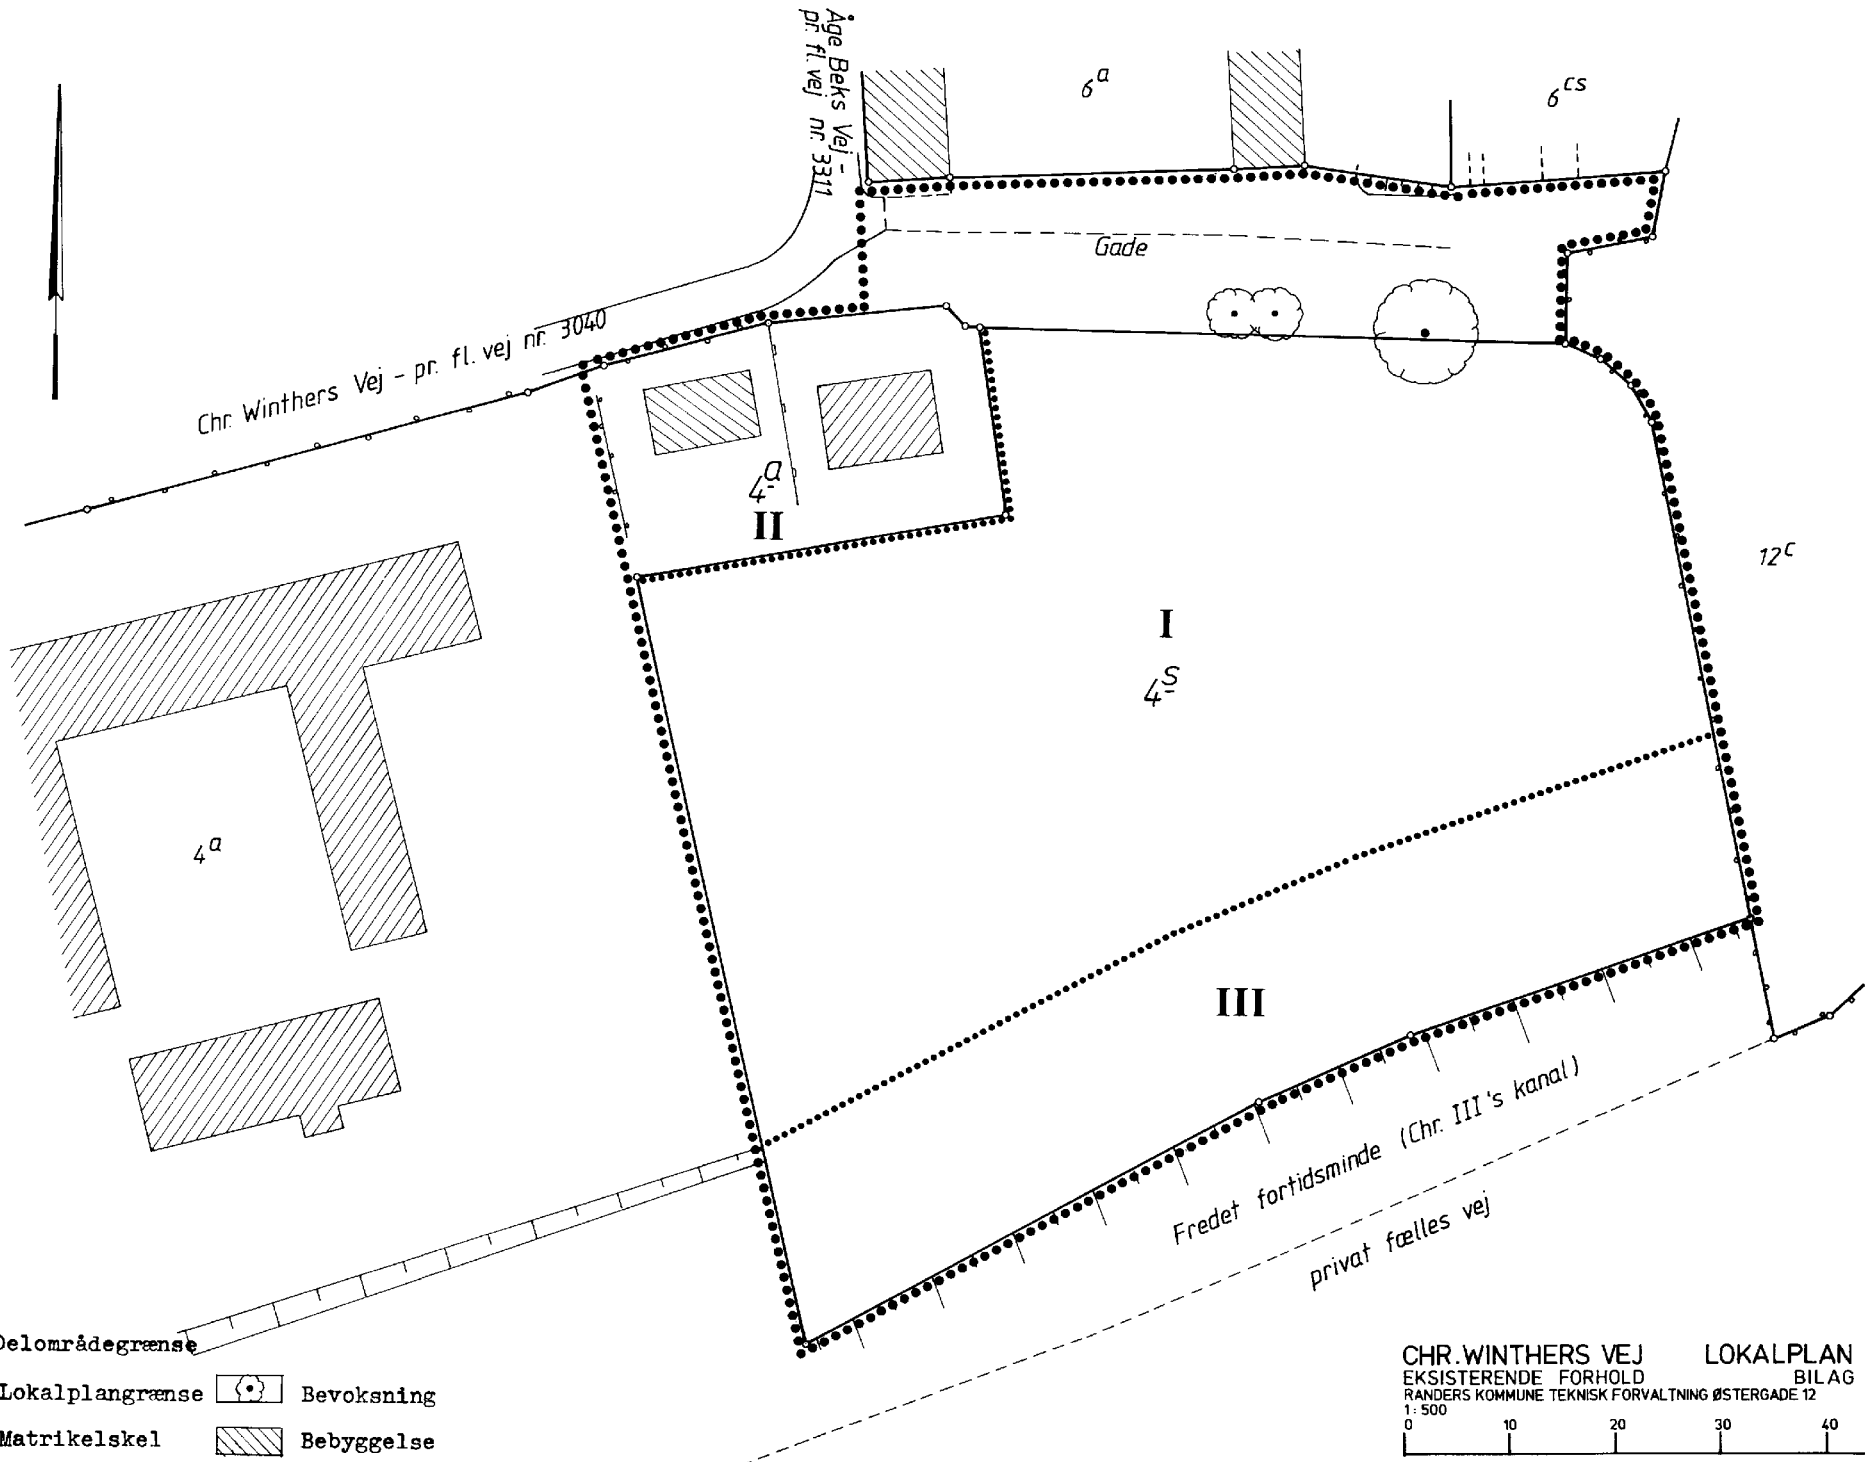 Åge Beks Vej -
pr. fl. vej nr. 3311
6a
6cs
Gade
Chr. Winthers Vej - pr. fl. vej nr. 3040
4a
II
12c
I
4s
4a
III
Fredet fortidsminde (Chr. III's kanal)
privat fælles vej
Delområdegrænse
Lokalplangrænse
Bevoksning
Matrikelskel
Bebyggelse
CHR. WINTHERS VEJ LOKALPLAN
EKSISTERENDE FORHOLD BILAG
RANDERS KOMMUNE TEKNISK FORVALTNING ØSTERGADE 12
1:500
0 10 20 30 40